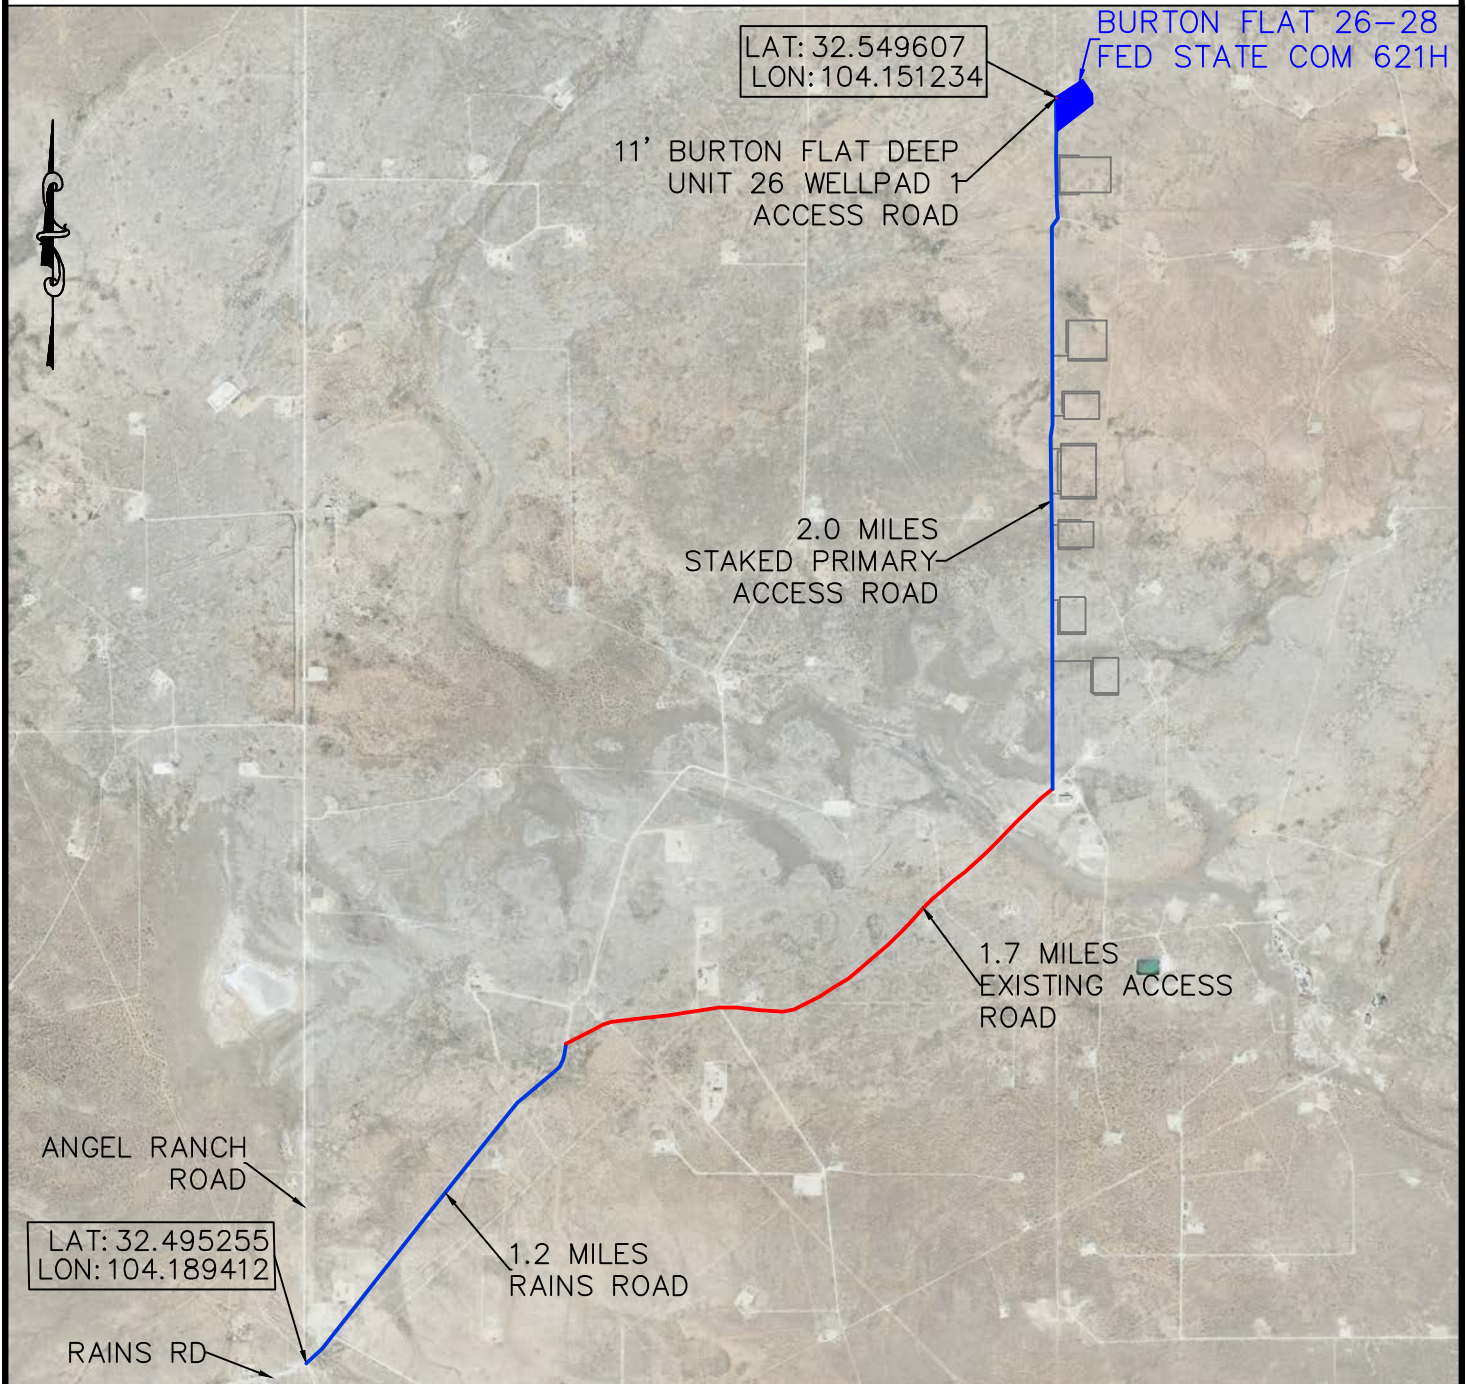 BURTON FLAT 26-28
FED STATE COM 621H
LAT: 32.549607
LON: 104.151234
11' BURTON FLAT DEEP
UNIT 26 WELLPAD 1
ACCESS ROAD
2.0 MILES
STAKED PRIMARY
ACCESS ROAD
1.7 MILES
EXISTING ACCESS
ROAD
ANGEL RANCH
ROAD
LAT: 32.495255
LON: 104.189412
1.2 MILES
RAINS ROAD
RAINS RD